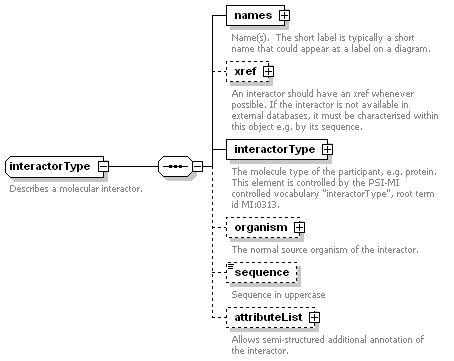 names
Name(s).  The short label is typically a short
name that could appear as a label on a diagram.
xref
An interactor should have an xref whenever
possible. If the interactor is not available in
external databases, it must be characterised within
this object e.g. by its sequence.
interactorType
Describes a molecular interactor.
interactorType
The molecule type of the participant, e.g. protein.
This element is controlled by the PSI-MI
controlled vocabulary "interactorType", root term
id MI:0313.
organism
The normal source organism of the interactor.
sequence
Sequence in uppercase
attributeList
Allows semi-structured additional annotation of
the interactor.